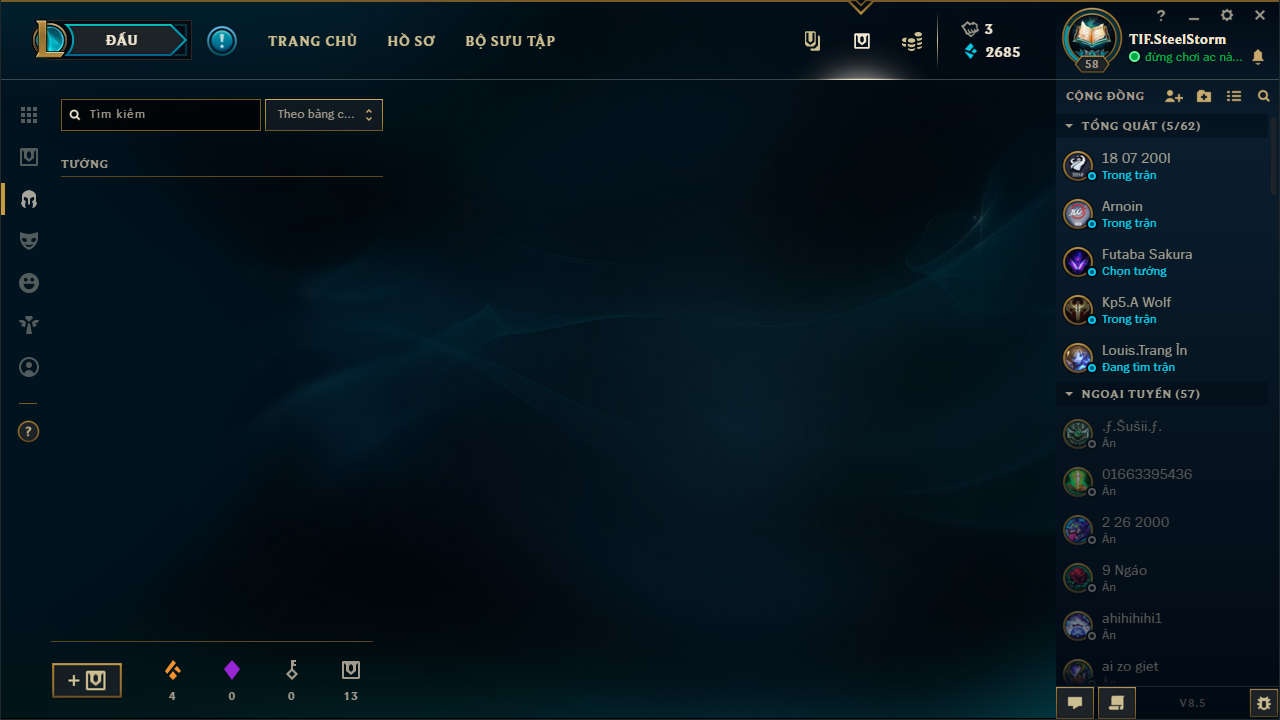 ĐẤU
TRANG CHỦ
HỒ SƠ
BỘ SƯU TẬP
3
2685
58
TIF.SteelStorm
đừng chơi ac nà...
Tìm kiếm
Theo bảng c...
TƯỚNG
4
0
0
13
CỘNG ĐỒNG
TỔNG QUÁT (5/62)
18 07 200l
Trong trận
Arnoin
Trong trận
Futaba Sakura
Chọn tướng
Kp5.A Wolf
Trong trận
Louis.Trang Ỉn
Đang tìm trận
NGOẠI TUYẾN (57)
.ƒ.Šušii.ƒ.
Ẩn
01663395436
Ẩn
2 26 2000
Ẩn
9 Ngáo
Ẩn
ahihihihi1
Ẩn
ai zo giet
Ẩn
V8.5